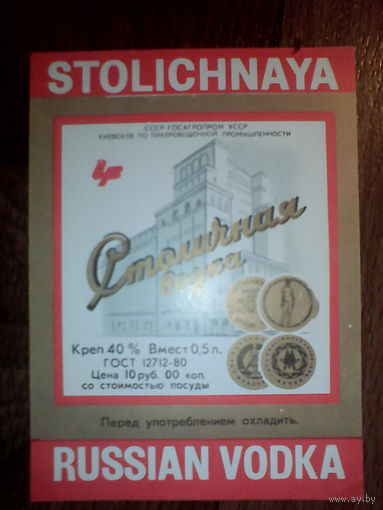 STOLICHNAYA
СССР ГОСАГРОПРОМ УССР
КИЕВСКОЕ ПО ЛИКЕРОВОДОЧНОЙ ПРОМЫШЛЕННОСТИ
Столичная
водка
Креп 40 % Вмест 0,5 л.
ГОСТ 12712-80
Цена 10 руб. 00 коп.
со стоимостью посуды
Перед употреблением охладить.
RUSSIAN VODKA
www.ay.by